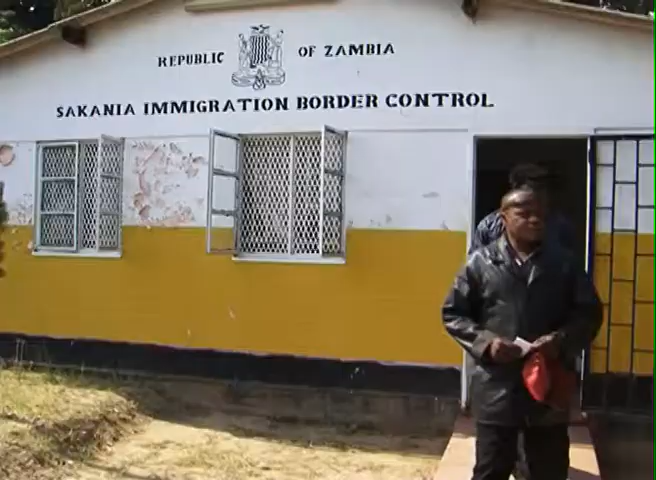 REPUBLIC OF ZAMBIA
SAKANIA IMMIGRATION BORDER CONTROL